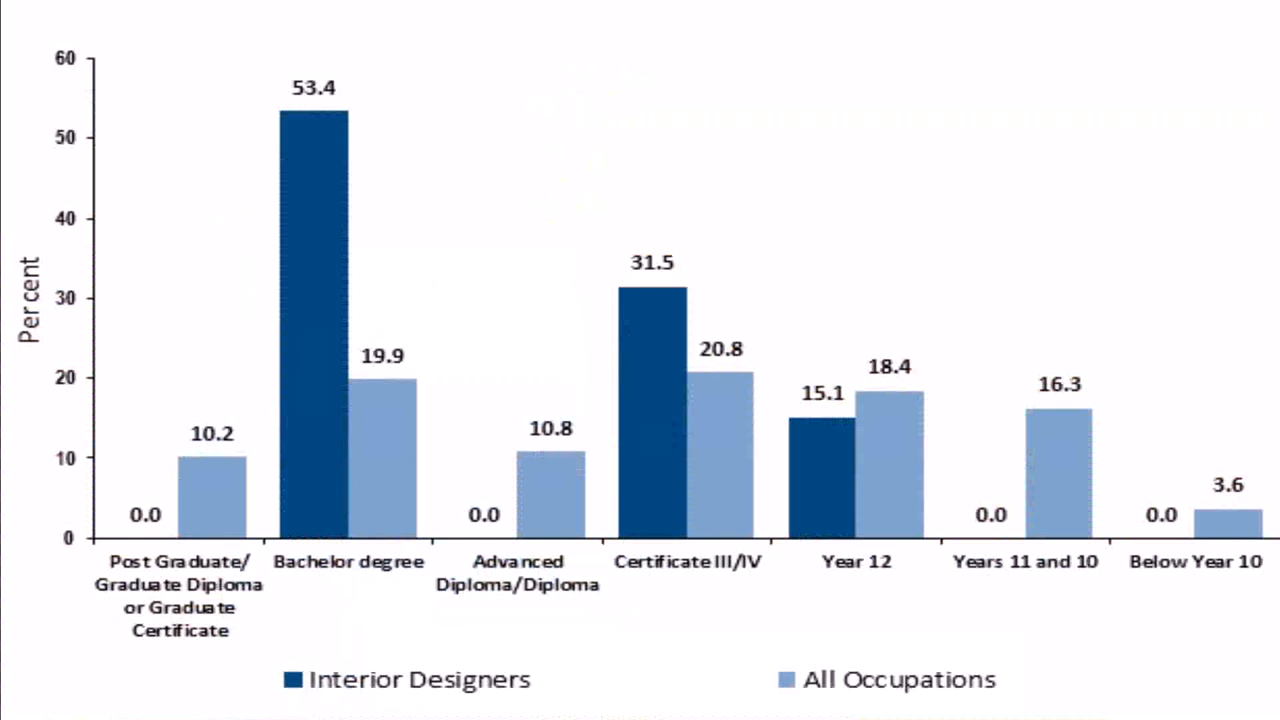 60
53.4
50
40
31.5
30
Per cent
20.8
19.9
20
18.4
15.1
16.3
10.2
10.8
10
3.6
0.0
0.0
0.0
0.0
0
Post Graduate/
Graduate Diploma
or Graduate
Certificate
Bachelor degree
Advanced
Diploma/Diploma
Certificate III/IV
Year 12
Years 11 and 10
Below Year 10
Interior Designers
All Occupations